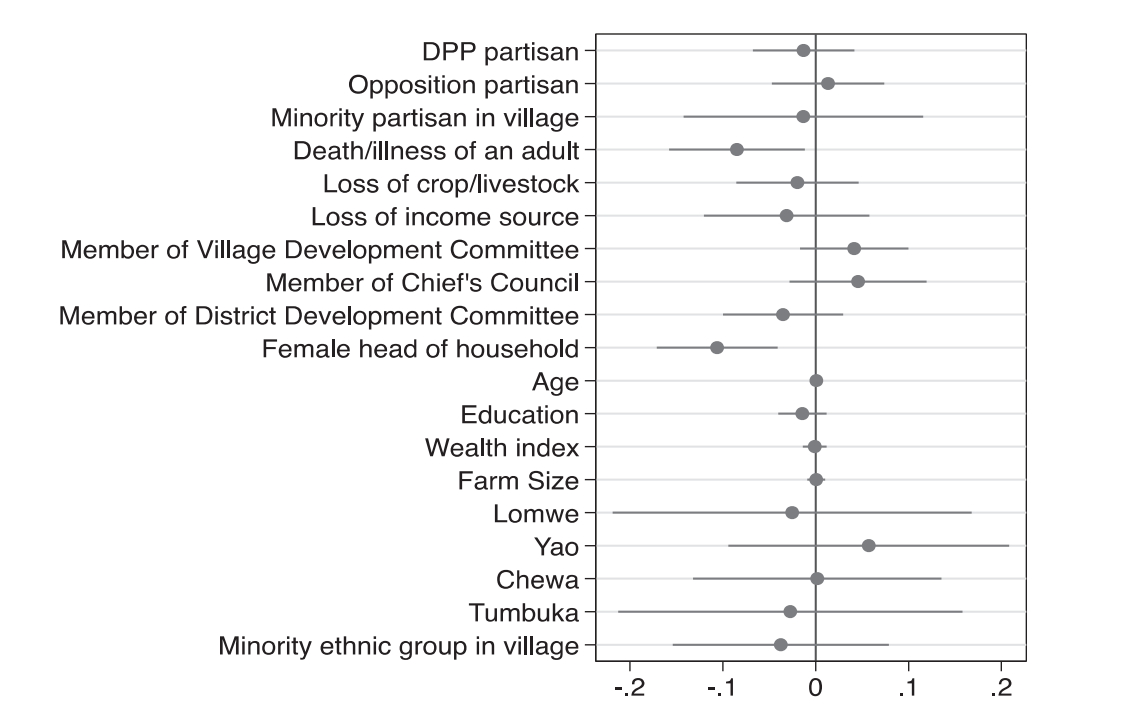 DPP partisan
Opposition partisan
Minority partisan in village
Death/illness of an adult
Loss of crop/livestock
Loss of income source
Member of Village Development Committee
Member of Chief's Council
Member of District Development Committee
Female head of household
Age
Education
Wealth index
Farm Size
Lomwe
Yao
Chewa
Tumbuka
Minority ethnic group in village
-.2 -.1 0 .1 .2